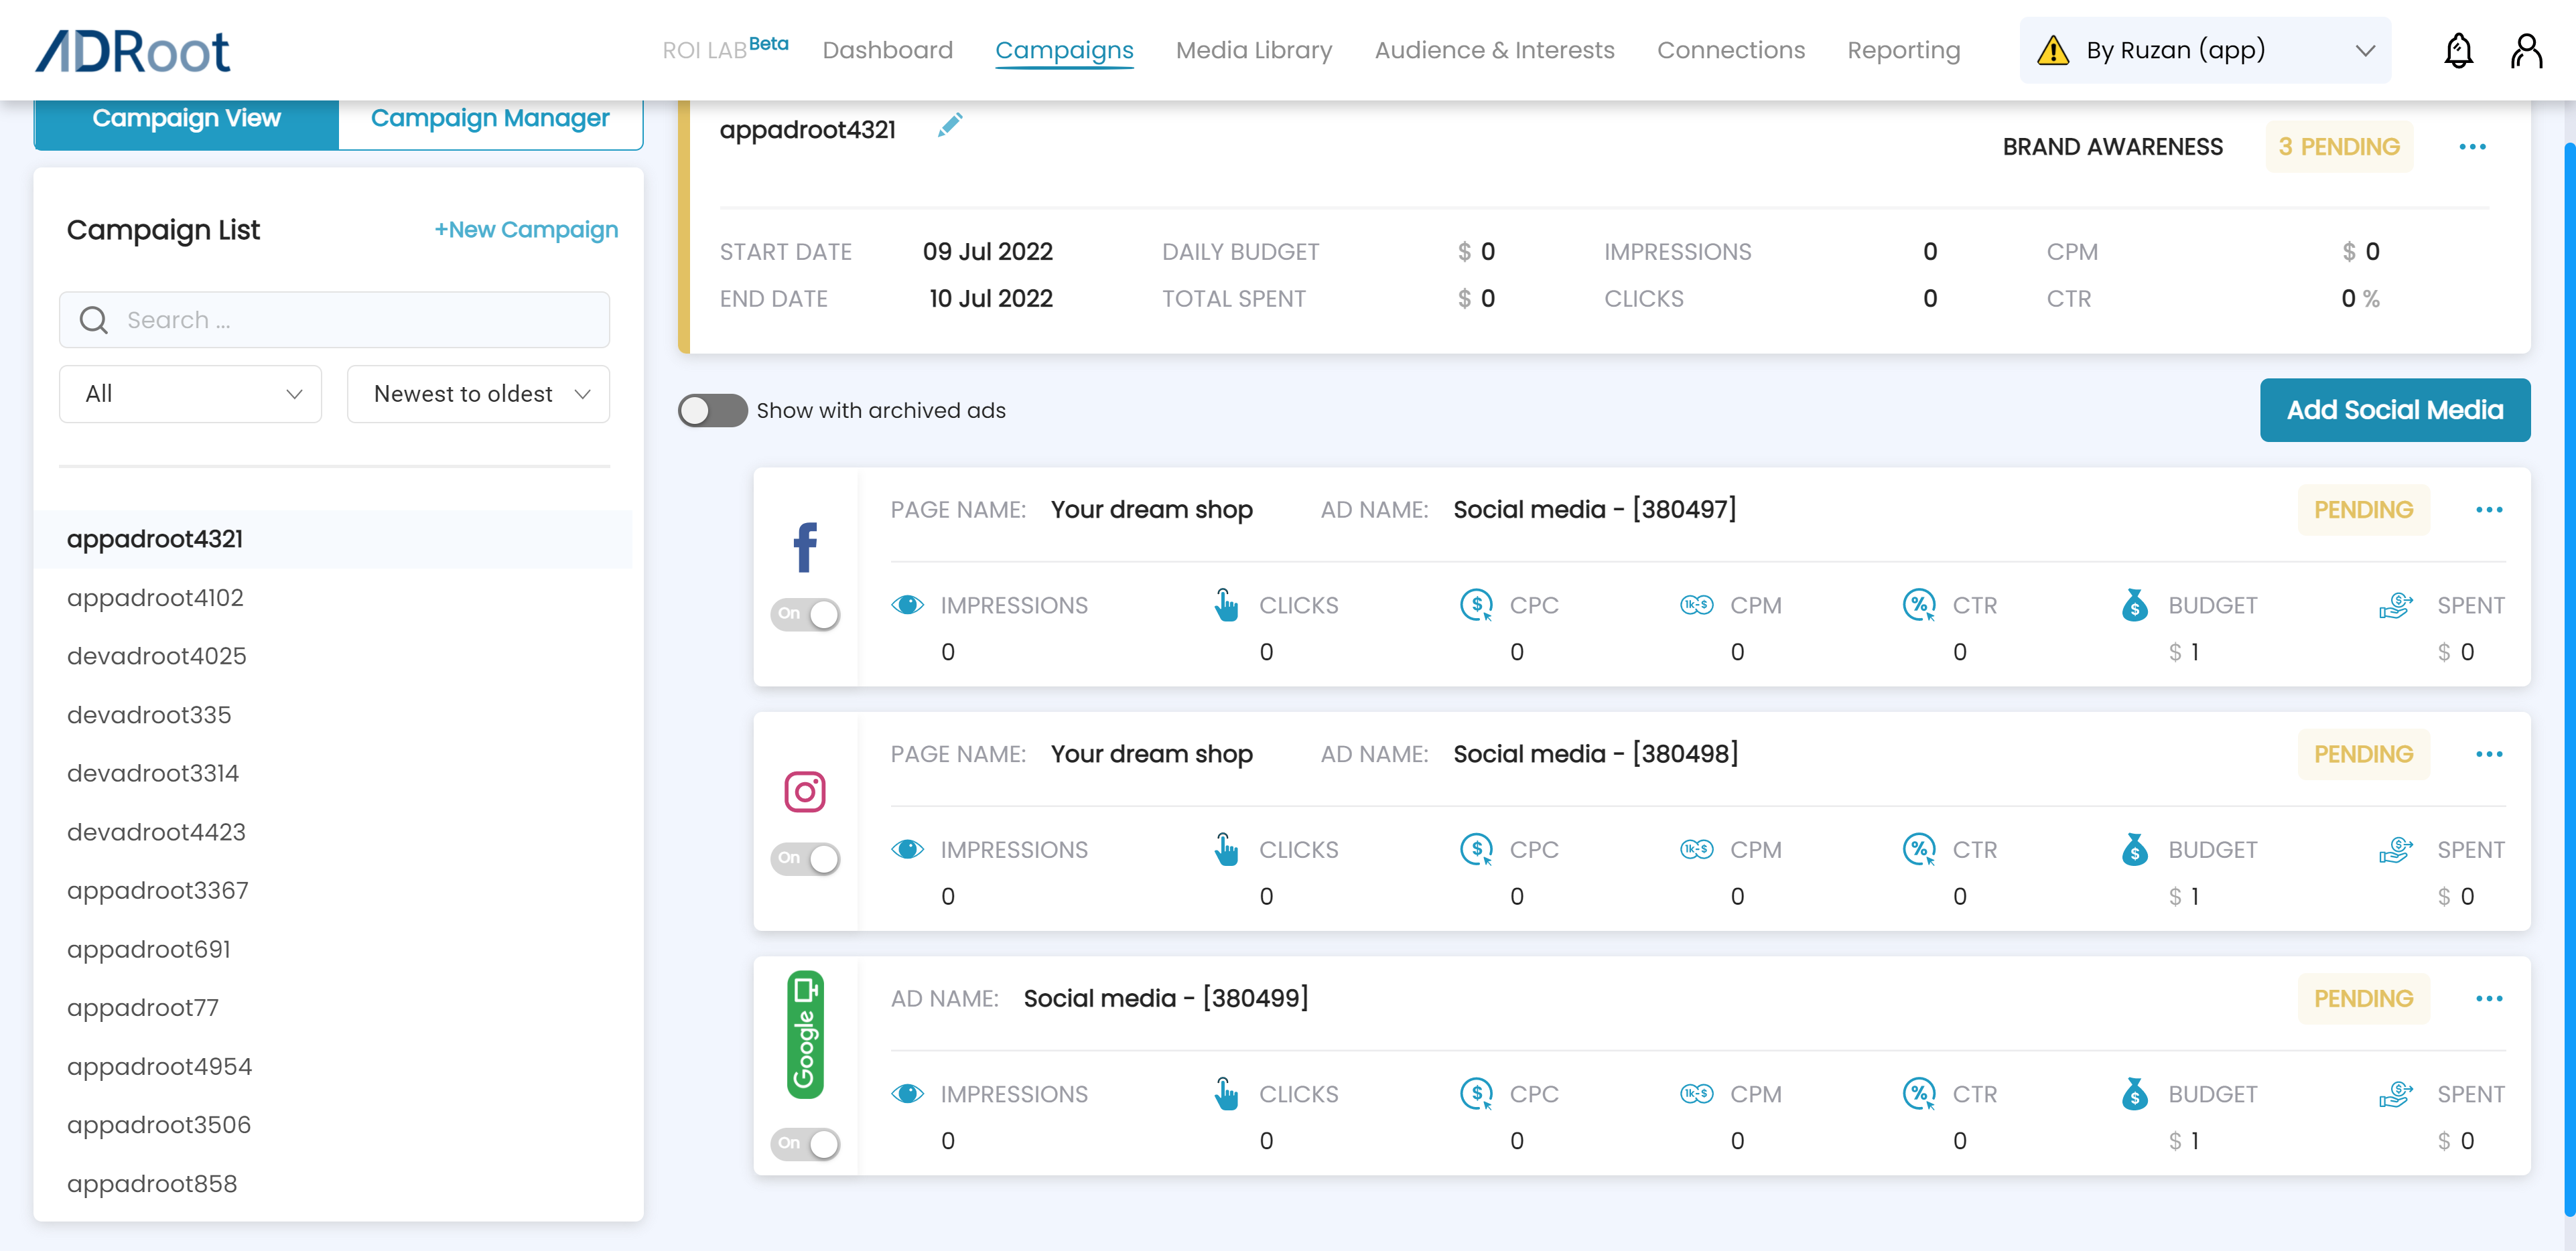 ADRoot
ROI LAB Beta Dashboard Campaigns Media Library Audience & Interests Connections Reporting By Ruzan (app)
Campaign View Campaign Manager
Campaign List +New Campaign
Search ...
All Newest to oldest
appadroot4321
appadroot4102
devadroot4025
devadroot335
devadroot3314
devadroot4423
appadroot3367
appadroot691
appadroot77
appadroot4954
appadroot3506
appadroot858
appadroot4321 BRAND AWARENESS 3 PENDING
START DATE 09 Jul 2022 DAILY BUDGET $ 0 IMPRESSIONS 0 CPM $ 0
END DATE 10 Jul 2022 TOTAL SPENT $ 0 CLICKS 0 CTR 0 %
Show with archived ads Add Social Media
PAGE NAME: Your dream shop AD NAME: Social media - [380497] PENDING
On
IMPRESSIONS CLICKS CPC CPM CTR BUDGET SPENT
0 0 0 0 0 $ 1 $ 0
PAGE NAME: Your dream shop AD NAME: Social media - [380498] PENDING
On
IMPRESSIONS CLICKS CPC CPM CTR BUDGET SPENT
0 0 0 0 0 $ 1 $ 0
Google
AD NAME: Social media - [380499] PENDING
On
IMPRESSIONS CLICKS CPC CPM CTR BUDGET SPENT
0 0 0 0 0 $ 1 $ 0